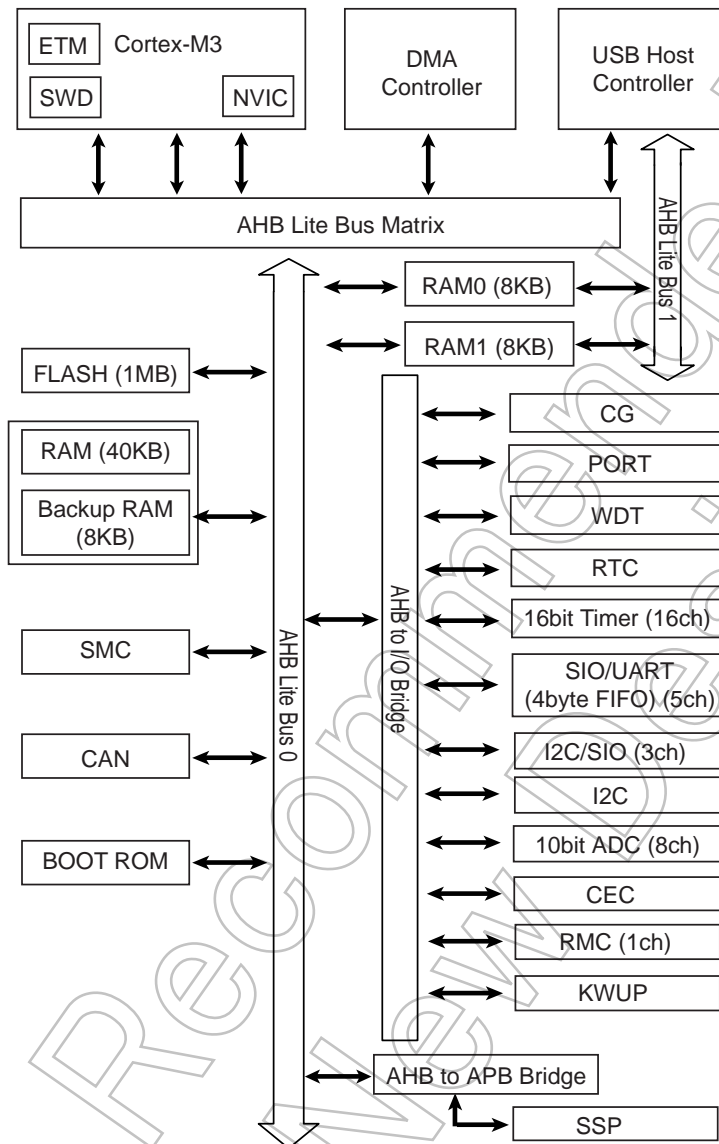 ETM
Cortex-M3
SWD
NVIC
DMA
Controller
USB Host
Controller
AHB Lite Bus Matrix
AHB Lite Bus 1
RAM0 (8KB)
RAM1 (8KB)
FLASH (1MB)
RAM (40KB)
Backup RAM
(8KB)
SMC
CAN
BOOT ROM
AHB Lite Bus 0
AHB to I/O Bridge
CG
PORT
WDT
RTC
16bit Timer (16ch)
SIO/UART
(4byte FIFO) (5ch)
I2C/SIO (3ch)
I2C
10bit ADC (8ch)
CEC
RMC (1ch)
KWUP
AHB to APB Bridge
SSP